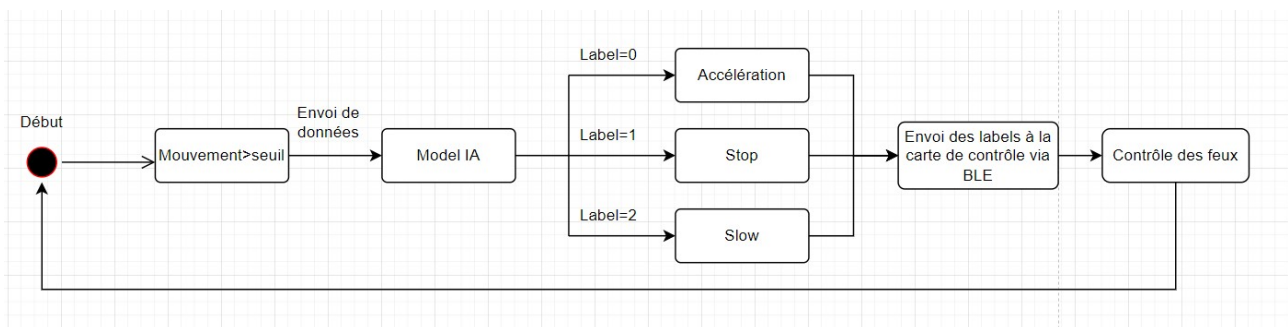 Début
Mouvement>seuil
Envoi de
données
Model IA
Label=0
Accélération
Label=1
Stop
Label=2
Slow
Envoi des labels à la
carte de contrôle via
BLE
Contrôle des feux